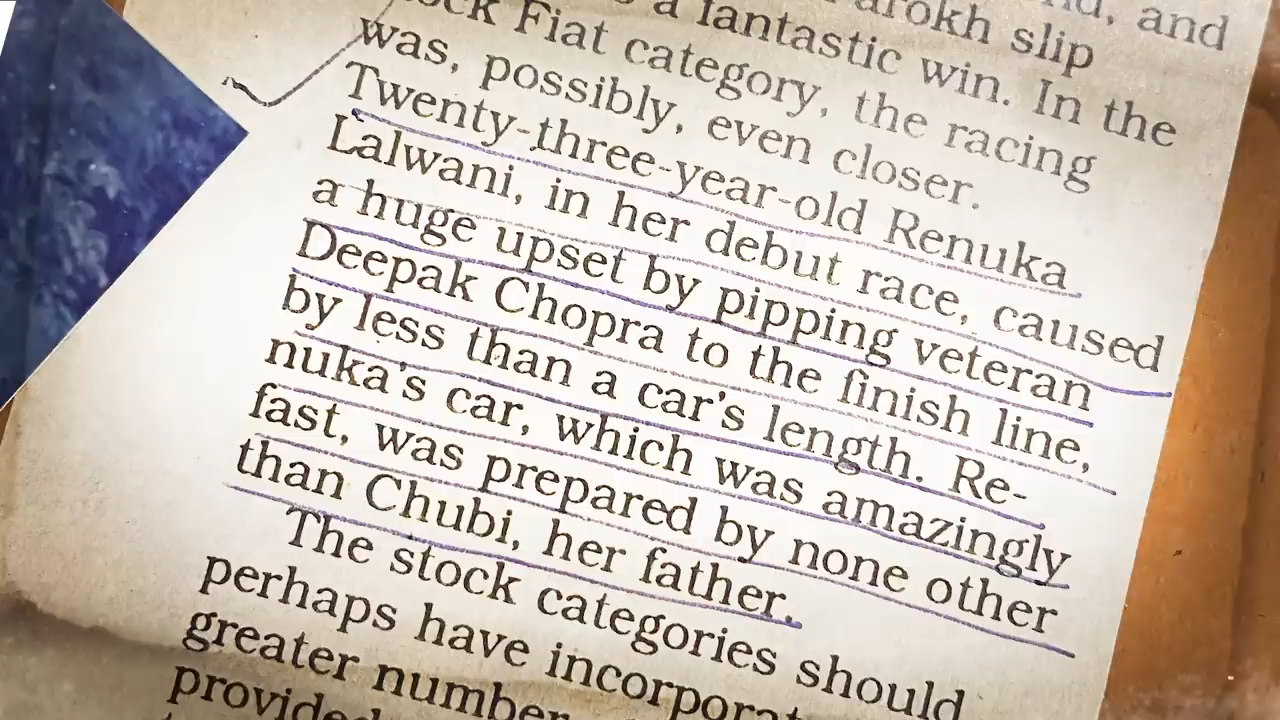 and
a fantastic win. In the
Fiat category, the racing
was, possibly, even closer.
Twenty-three-year-old Renuka
Lalwani, in her debut race, caused
a huge upset by pipping veteran
Deepak Chopra to the finish line,
by less than a car's length. Re-
nuka's car, which was amazingly
fast, was prepared by none other
than Chubi, her father.
The stock categories should
perhaps have
greater